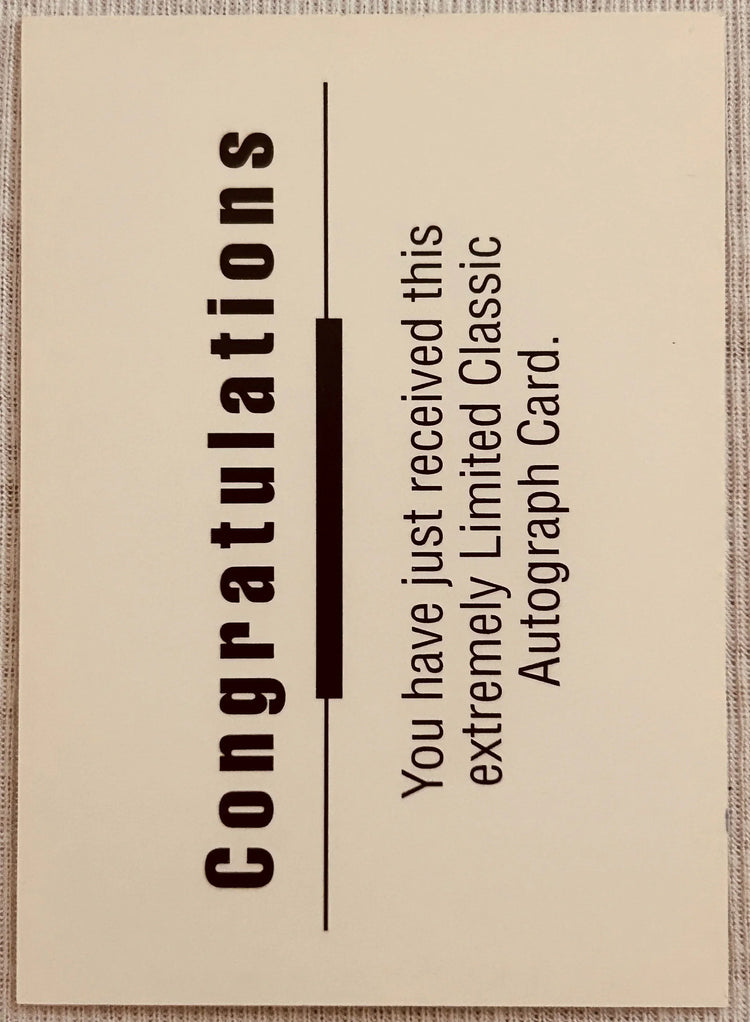 Congratulations
You have just received this
extremely Limited Classic
Autograph Card.